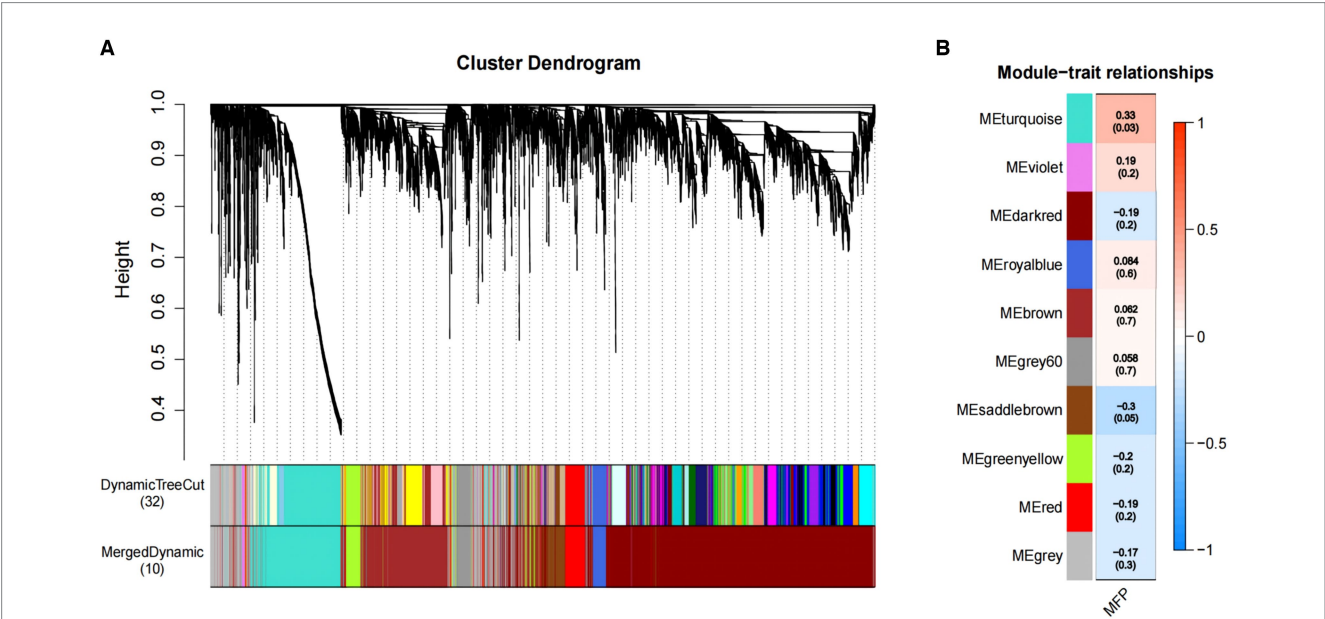 A
Cluster Dendrogram
Height
1.0
0.9
0.8
0.7
0.6
0.5
0.4
DynamicTreeCut
(32)
MergedDynamic
(10)
B
Module−trait relationships
MEturquoise
0.33
(0.03)
MEviolet
0.19
(0.2)
MEdarkred
−0.19
(0.2)
MEroyalblue
0.084
(0.6)
MEbrown
0.062
(0.7)
MEgrey60
0.058
(0.7)
MEsaddlebrown
−0.3
(0.05)
MEgreenyellow
−0.2
(0.2)
MEred
−0.19
(0.2)
MEgrey
−0.17
(0.3)
MFP
1
0.5
0
−0.5
−1